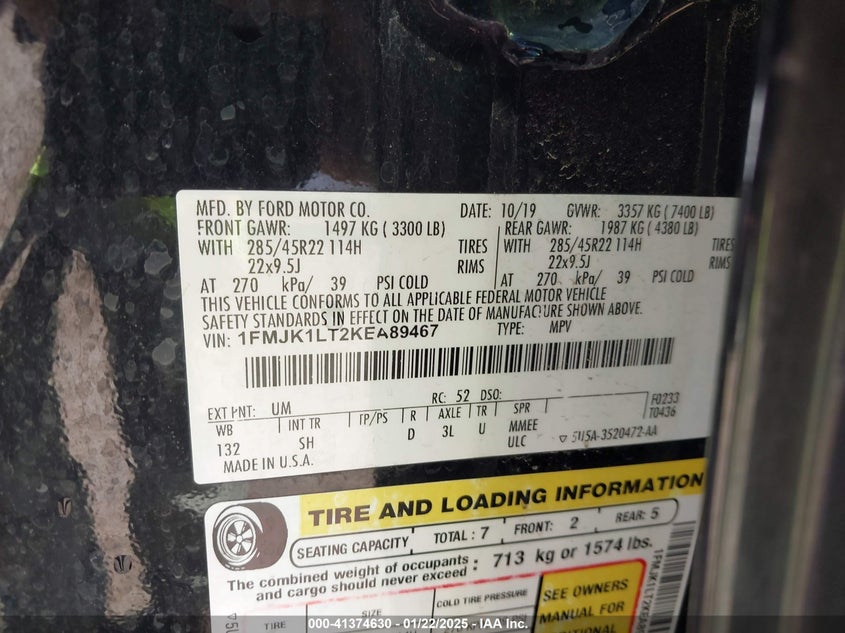 MFD. BY FORD MOTOR CO. DATE: 10/19 GVWR: 3357 KG ( 7400 LB)
FRONT GAWR: 1497 KG ( 3300 LB) REAR GAWR: 1987 KG ( 4380 LB)
WITH 285/45R22 114H TIRES WITH 285/45R22 114H TIRES
22x9.5J RIMS 22x9.5J RIMS
AT 270 kPa/ 39 PSI COLD AT 270 kPa/ 39 PSI COLD
THIS VEHICLE CONFORMS TO ALL APPLICABLE FEDERAL MOTOR VEHICLE
SAFETY STANDARDS IN EFFECT ON THE DATE OF MANUFACTURE SHOWN ABOVE.
VIN: 1FMJK1LT2KEA89467 TYPE: MPV
RC: 52 DSO: F0233
EXT PNT: UM T0436
WB INT TR TP/PS R AXLE TR SPR
132 SH D 3L U MMEE
ULC 5U5A-3520472-AA
MADE IN U.S.A.
TIRE AND LOADING INFORMATION
SEATING CAPACITY TOTAL: 7 FRONT: 2 REAR: 5
The combined weight of occupants and cargo should never exceed : 713 kg or 1574 lbs.
TIRE SIZE COLD TIRE PRESSURE SEE OWNERS
MANUAL FOR
000-41374630 - 01/22/2025 - IAA Inc.